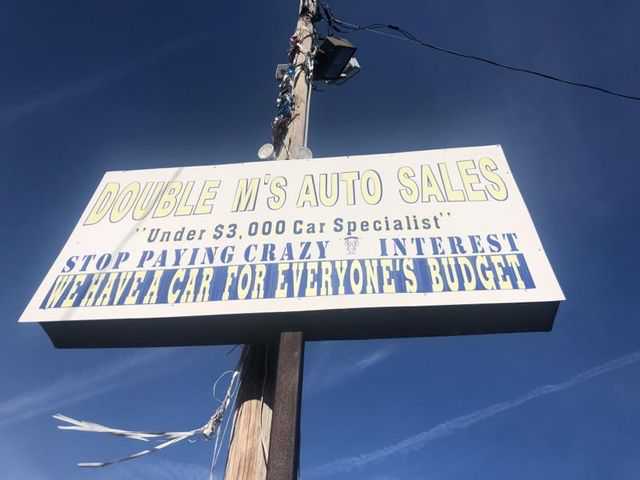 DOUBLE M'S AUTO SALES
"Under $3,000 Car Specialist"
STOP PAYING CRAZY INTEREST
WE HAVE A CAR FOR EVERYONE'S BUDGET